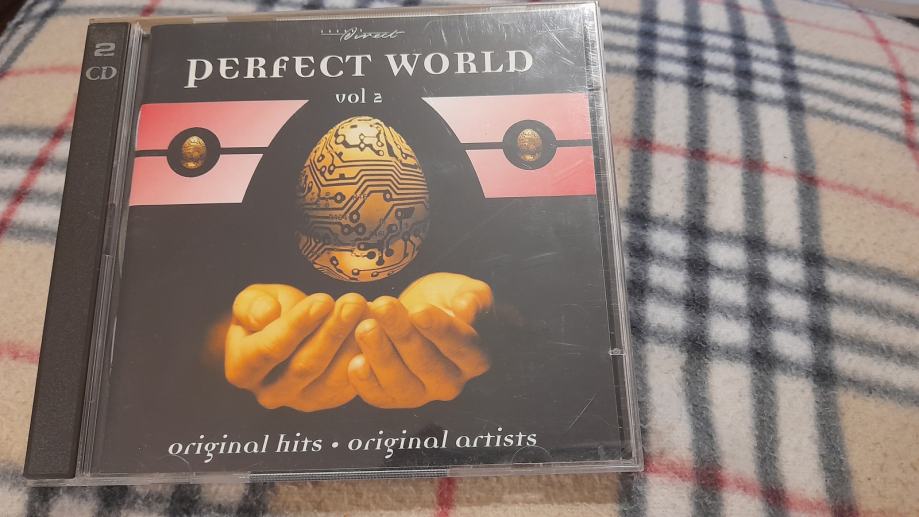 2
CD
direct
PERFECT WORLD
vol 2
original hits • original artists